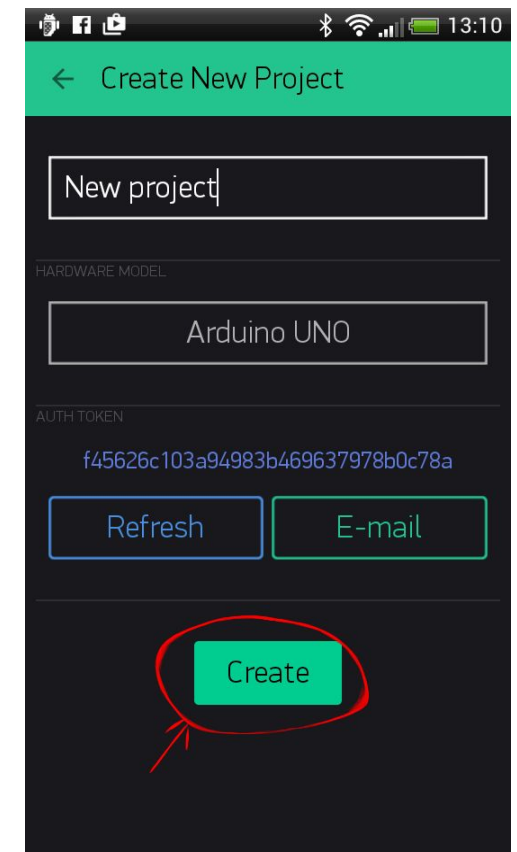 13:10
Create New Project
New project
HARDWARE MODEL
Arduino UNO
AUTH TOKEN
f45626c103a94983b469637978b0c78a
Refresh E-mail
Create